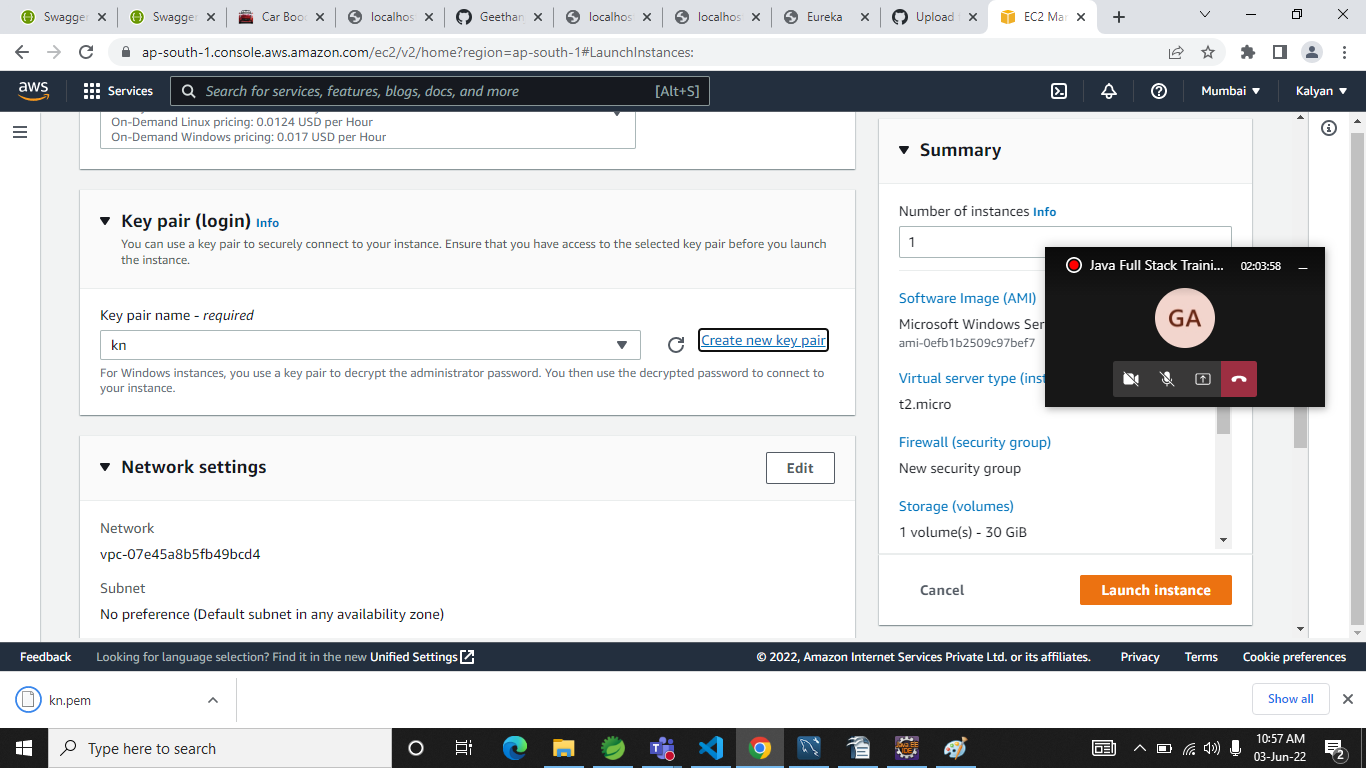 Swagger
Swagger
Car Boo
localhos
Geethan
localhos
localhos
Eureka
Upload
EC2 Ma
ap-south-1.console.aws.amazon.com/ec2/v2/home?region=ap-south-1#LaunchInstances:
aws
Services
Search for services, features, blogs, docs, and more
[Alt+S]
Mumbai
Kalyan
On-Demand Linux pricing: 0.0124 USD per Hour
On-Demand Windows pricing: 0.017 USD per Hour
Key pair (login) Info
You can use a key pair to securely connect to your instance. Ensure that you have access to the selected key pair before you launch
the instance.
Key pair name - required
kn
Create new key pair
For Windows instances, you use a key pair to decrypt the administrator password. You then use the decrypted password to connect to
your instance.
Network settings
Edit
Network
vpc-07e45a8b5fb49bcd4
Subnet
No preference (Default subnet in any availability zone)
Summary
Number of instances Info
1
Software Image (AMI)
Microsoft Windows Ser
ami-0efb1b2509c97bef7
Virtual server type (inst
t2.micro
Firewall (security group)
New security group
Storage (volumes)
1 volume(s) - 30 GiB
Cancel
Launch instance
Java Full Stack Traini...
02:03:58
GA
Feedback
Looking for language selection? Find it in the new Unified Settings
© 2022, Amazon Internet Services Private Ltd. or its affiliates.
Privacy
Terms
Cookie preferences
kn.pem
Show all
Type here to search
10:57 AM
03-Jun-22
2